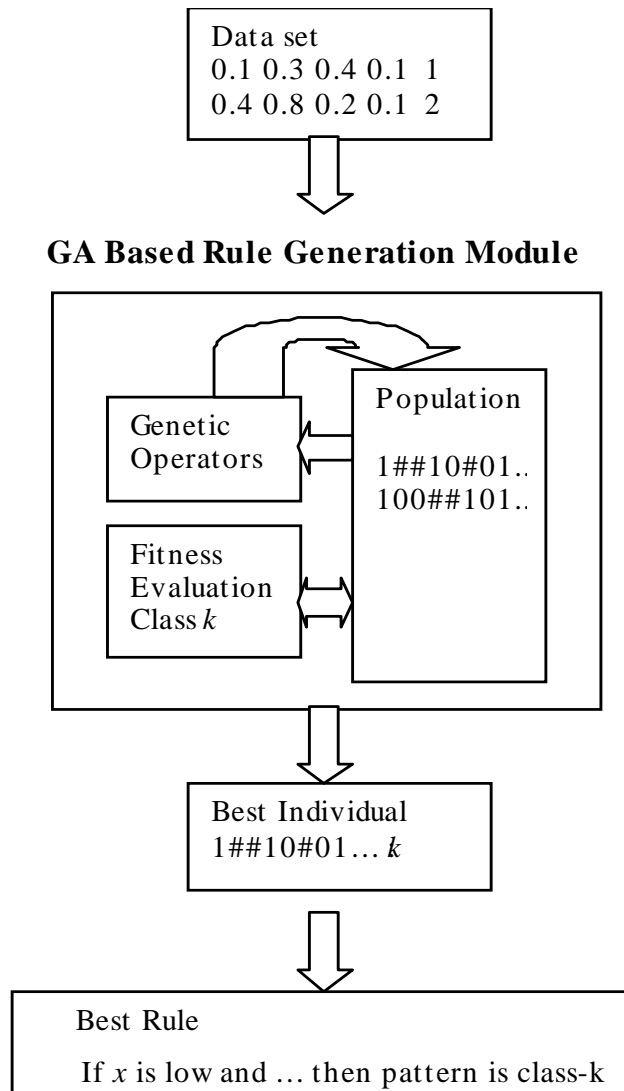 Data set
0.1 0.3 0.4 0.1 1
0.4 0.8 0.2 0.1 2
GA Based Rule Generation Module
Genetic
Operators
Population
1##10#01..
100##101..
Fitness
Evaluation
Class k
Best Individual
1##10#01… k
Best Rule
If x is low and … then pattern is class-k